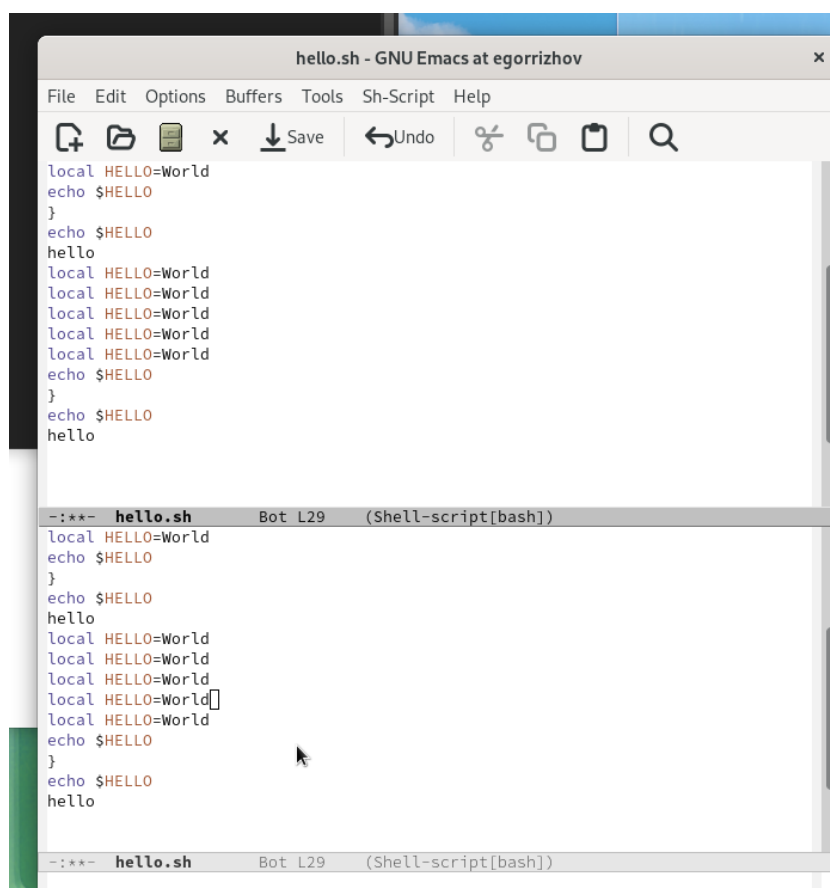 hello.sh - GNU Emacs at egorrizhov ×
File Edit Options Buffers Tools Sh-Script Help
Save Undo
local HELLO=World
echo $HELLO
}
echo $HELLO
hello
local HELLO=World
local HELLO=World
local HELLO=World
local HELLO=World
local HELLO=World
echo $HELLO
}
echo $HELLO
hello
-:**- hello.sh Bot L29 (Shell-script[bash])
local HELLO=World
echo $HELLO
}
echo $HELLO
hello
local HELLO=World
local HELLO=World
local HELLO=World
local HELLO=World
local HELLO=World
echo $HELLO
}
echo $HELLO
hello
-:**- hello.sh Bot L29 (Shell-script[bash])